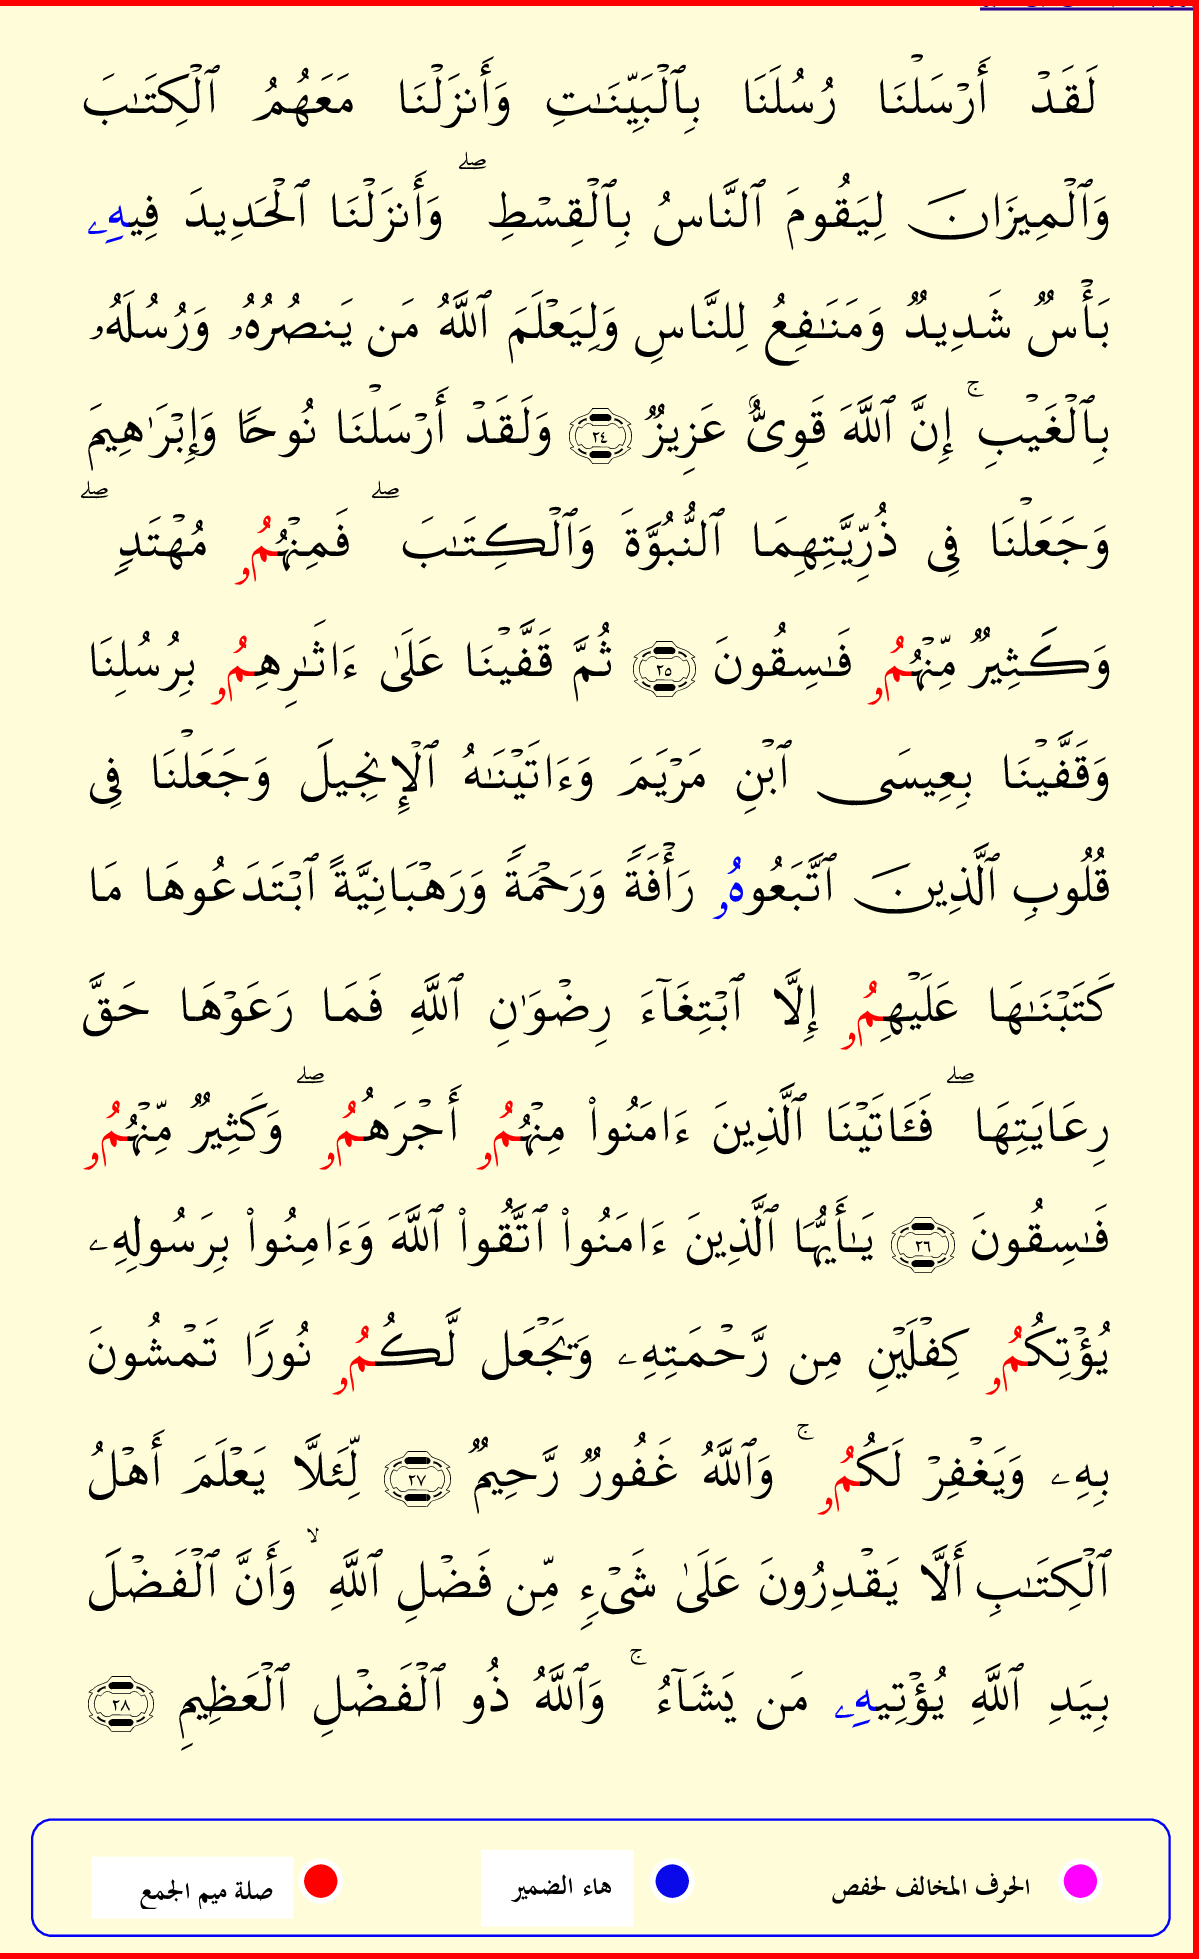 لَقَدۡ أَرۡسَلۡنَا رُسُلَنَا بِٱلۡبَيِّنَٰتِ وَأَنزَلۡنَا مَعَهُمُ ٱلۡكِتَٰبَ
وَٱلۡمِيزَانَ لِيَقُومَ ٱلنَّاسُ بِٱلۡقِسۡطِۖ وَأَنزَلۡنَا ٱلۡحَدِيدَ فِيهِۦ
بَأۡسٞ شَدِيدٞ وَمَنَٰفِعُ لِلنَّاسِ وَلِيَعۡلَمَ ٱللَّهُ مَن يَنصُرُهُۥ وَرُسُلَهُۥ
بِٱلۡغَيۡبِۚ إِنَّ ٱللَّهَ قَوِيٌّ عَزِيزٞ ٢٤ وَلَقَدۡ أَرۡسَلۡنَا نُوحٗا وَإِبۡرَٰهِيمَ
وَجَعَلۡنَا فِي ذُرِّيَّتِهِمَا ٱلنُّبُوَّةَ وَٱلۡكِتَٰبَۖ فَمِنۡهُمُۥ مُهۡتَدٖۖ
وَكَثِيرٞ مِّنۡهُمُۥ فَٰسِقُونَ ٢٥ ثُمَّ قَفَّيۡنَا عَلَىٰ ءَاثَٰرِهِمُۥ بِرُسُلِنَا
وَقَفَّيۡنَا بِعِيسَى ٱبۡنِ مَرۡيَمَ وَءَاتَيۡنَٰهُ ٱلۡإِنجِيلَ وَجَعَلۡنَا فِي
قُلُوبِ ٱلَّذِينَ ٱتَّبَعُوهُۥ رَأۡفَةٗ وَرَحۡمَةٗ وَرَهۡبَانِيَّةً ٱبۡتَدَعُوهَا مَا
كَتَبۡنَٰهَا عَلَيۡهِمُۥ إِلَّا ٱبۡتِغَآءَ رِضۡوَٰنِ ٱللَّهِ فَمَا رَعَوۡهَا حَقَّ
رِعَايَتِهَاۖ فَـَٔاتَيۡنَا ٱلَّذِينَ ءَامَنُواْ مِنۡهُمُۥ أَجۡرَهُمُۥۖ وَكَثِيرٞ مِّنۡهُمُۥ
فَٰسِقُونَ ٢٦ يَٰٓأَيُّهَا ٱلَّذِينَ ءَامَنُواْ ٱتَّقُواْ ٱللَّهَ وَءَامِنُواْ بِرَسُولِهِۦ
يُؤۡتِكُمُۥ كِفۡلَيۡنِ مِن رَّحۡمَتِهِۦ وَيَجۡعَل لَّكُمُۥ نُورٗا تَمۡشُونَ
بِهِۦ وَيَغۡفِرۡ لَكُمُۥۚ وَٱللَّهُ غَفُورٞ رَّحِيمٞ ٢٧ لِّئَلَّا يَعۡلَمَ أَهۡلُ
ٱلۡكِتَٰبِ أَلَّا يَقۡدِرُونَ عَلَىٰ شَيۡءٖ مِّن فَضۡلِ ٱللَّهِۙ وَأَنَّ ٱلۡفَضۡلَ
بِيَدِ ٱللَّهِ يُؤۡتِيهِۦ مَن يَشَآءُۚ وَٱللَّهُ ذُو ٱلۡفَضۡلِ ٱلۡعَظِيمِ ٢٨
الحرف المخالف لحفص هاء الضمير صلة ميم الجمع